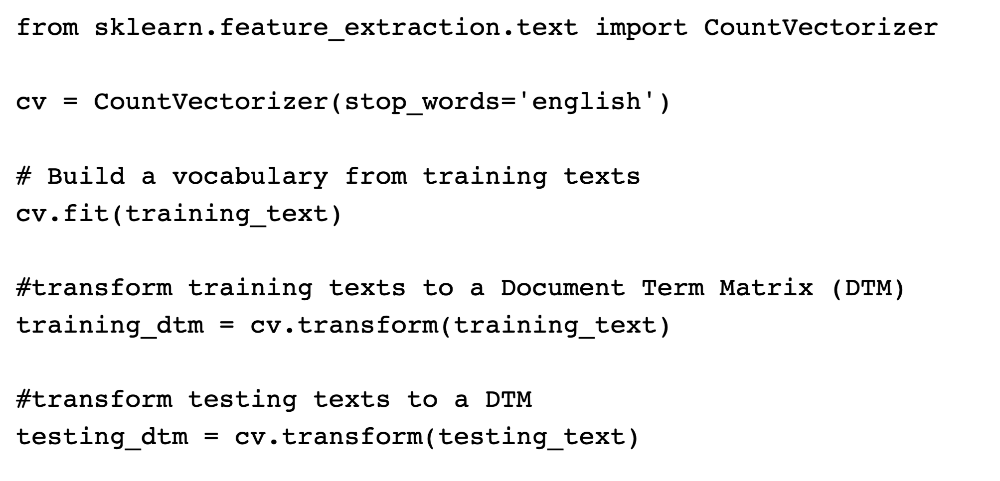 from sklearn.feature_extraction.text import CountVectorizer
cv = CountVectorizer(stop_words='english')
# Build a vocabulary from training texts
cv.fit(training_text)
#transform training texts to a Document Term Matrix (DTM)
training_dtm = cv.transform(training_text)
#transform testing texts to a DTM
testing_dtm = cv.transform(testing_text)